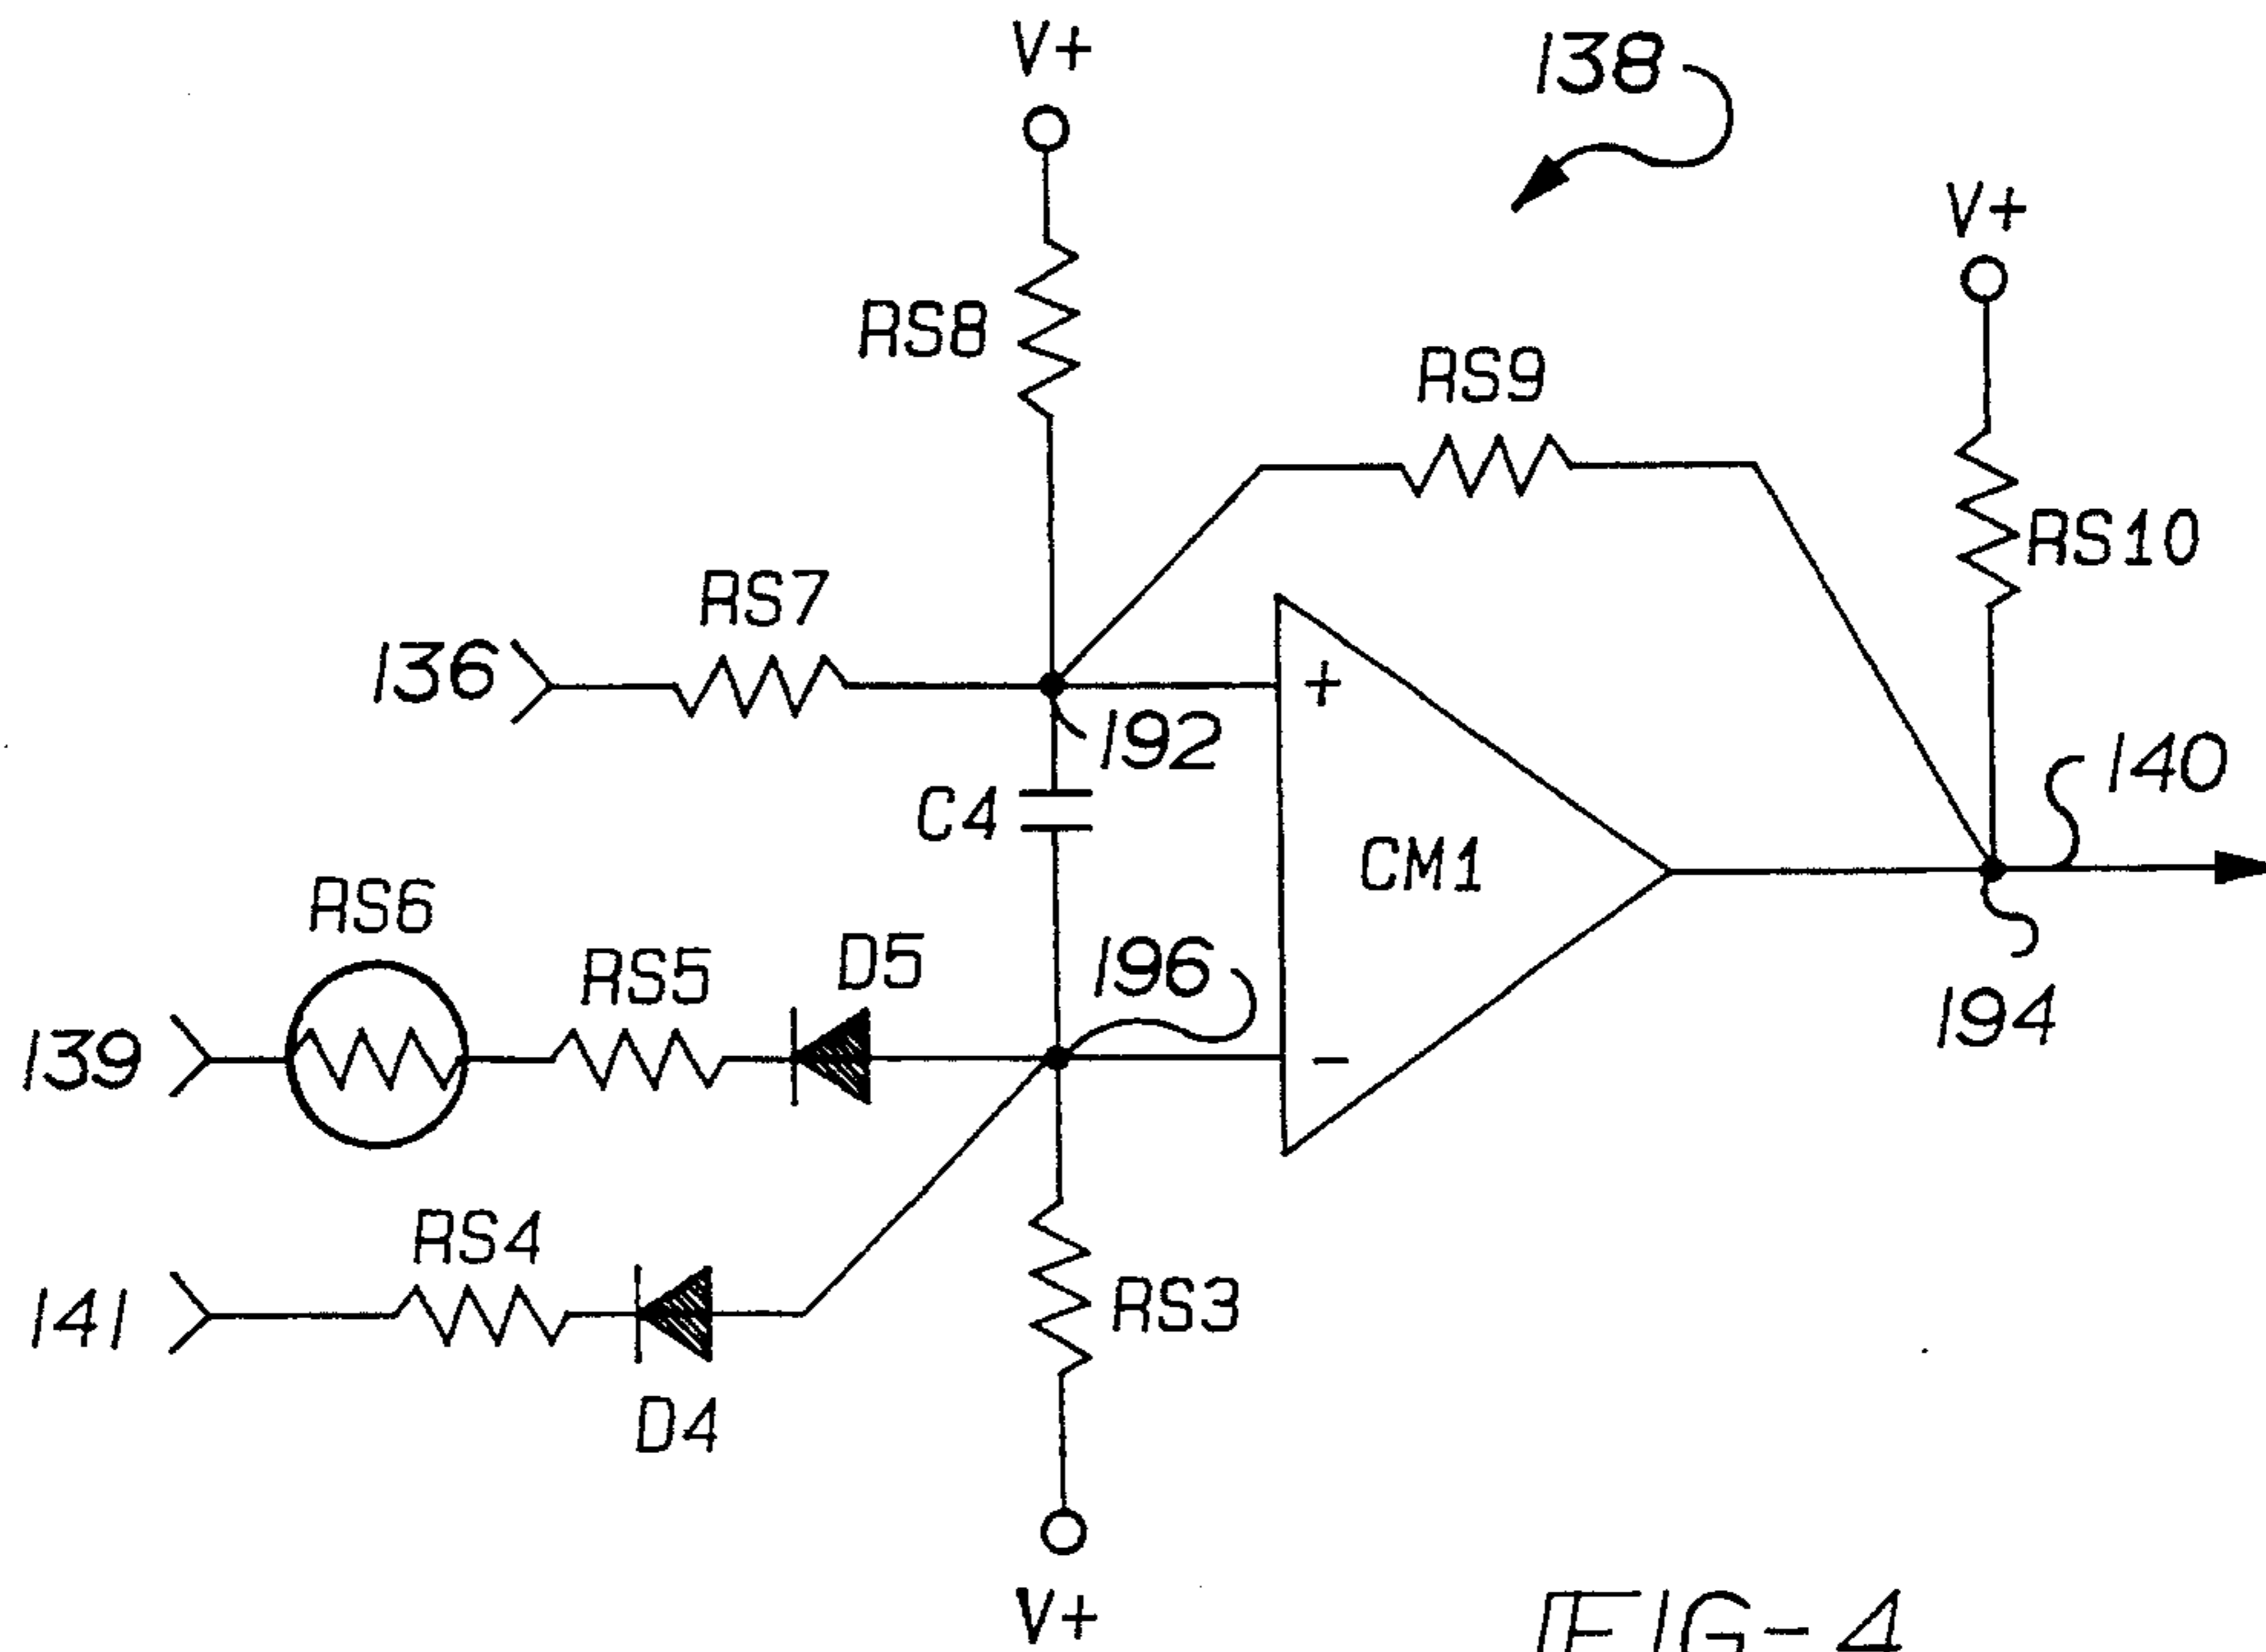 V+
138
V+
RS8
RS9
RS10
RS7
136
+
192
140
C4
CM1
RS6
D5
196
RS5
194
139
-
RS4
141
RS3
D4
V+
FIG-4